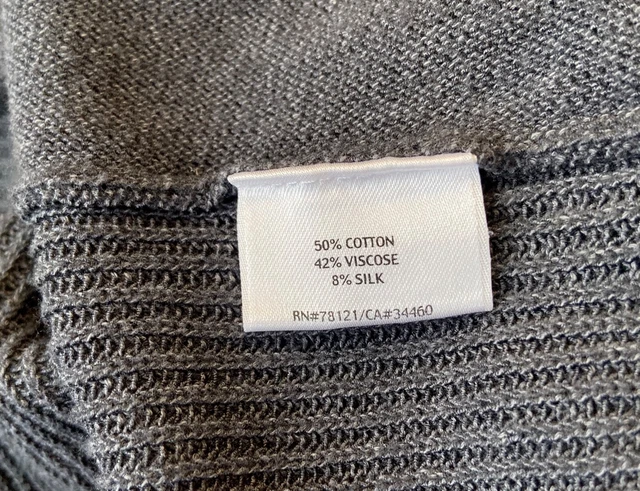 50% COTTON
42% VISCOSE
8% SILK
RN#78121/CA#34460